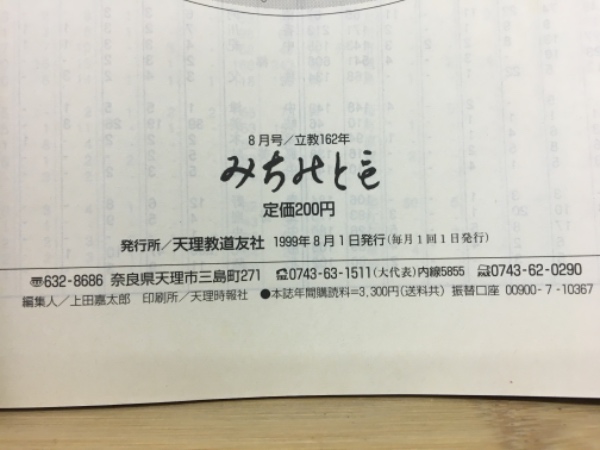 8月号／立教162年
みちのとも
定価200円
発行所／天理教道友社 1999年8月1日発行(毎月1回1日発行)
〒632-8686 奈良県天理市三島町271 ☎0743-63-1511(大代表)内線5855 FAX0743-62-0290
編集人／上田嘉太郎 印刷所／天理時報社 ●本誌年間購読料=3,300円(送料共) 振替口座 00900-7-10367